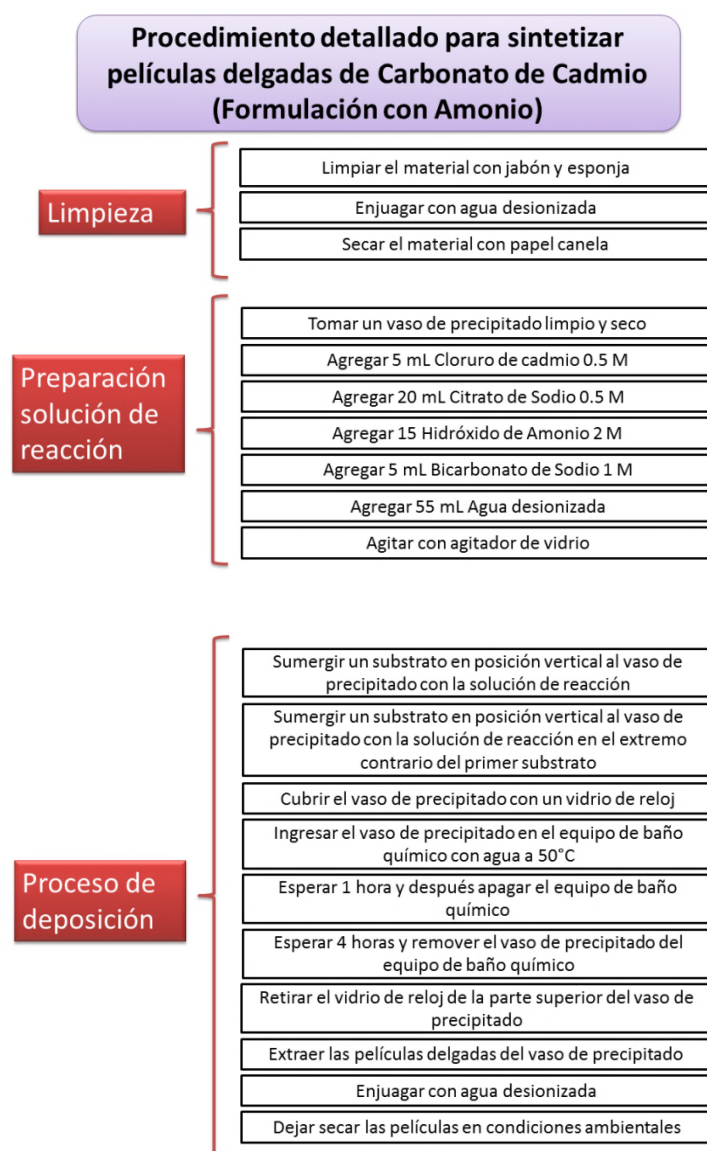 Procedimiento detallado para sintetizar
películas delgadas de Carbonato de Cadmio
(Formulación con Amonio)
Limpieza
Limpiar el material con jabón y esponja
Enjuagar con agua desionizada
Secar el material con papel canela
Preparación
solución de
reacción
Tomar un vaso de precipitado limpio y seco
Agregar 5 mL Cloruro de cadmio 0.5 M
Agregar 20 mL Citrato de Sodio 0.5 M
Agregar 15 Hidróxido de Amonio 2 M
Agregar 5 mL Bicarbonato de Sodio 1 M
Agregar 55 mL Agua desionizada
Agitar con agitador de vidrio
Proceso de
deposición
Sumergir un substrato en posición vertical al vaso de
precipitado con la solución de reacción
Sumergir un substrato en posición vertical al vaso de
precipitado con la solución de reacción en el extremo
contrario del primer substrato
Cubrir el vaso de precipitado con un vidrio de reloj
Ingresar el vaso de precipitado en el equipo de baño
químico con agua a 50°C
Esperar 1 hora y después apagar el equipo de baño
químico
Esperar 4 horas y remover el vaso de precipitado del
equipo de baño químico
Retirar el vidrio de reloj de la parte superior del vaso de
precipitado
Extraer las películas delgadas del vaso de precipitado
Enjuagar con agua desionizada
Dejar secar las películas en condiciones ambientales